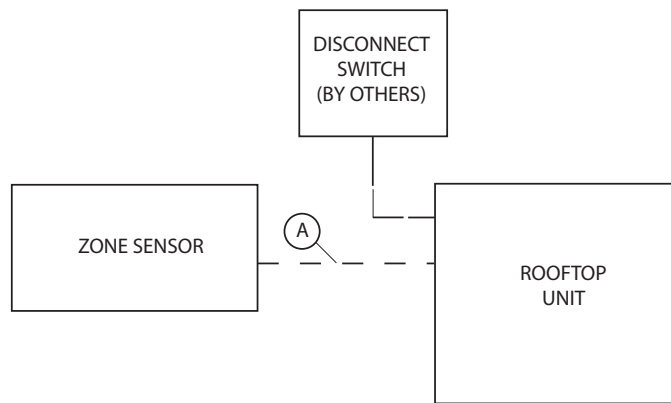 DISCONNECT
SWITCH
(BY OTHERS)
ZONE SENSOR
A
ROOFTOP
UNIT